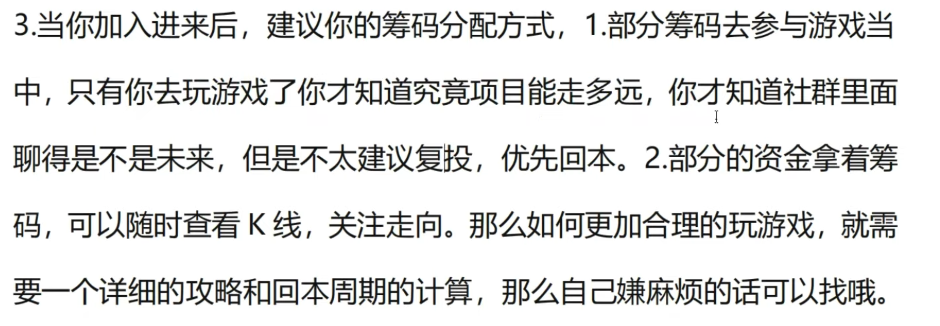 3.当你加入进来后，建议你的筹码分配方式，1.部分筹码去参与游戏当
中，只有你去玩游戏了你才知道究竟项目能走多远，你才知道社群里面
聊得是不是未来，但是不太建议复投，优先回本。2.部分的资金拿着筹
码，可以随时查看 K 线，关注走向。那么如何更加合理的玩游戏，就需
要一个详细的攻略和回本周期的计算，那么自己嫌麻烦的话可以找哦。